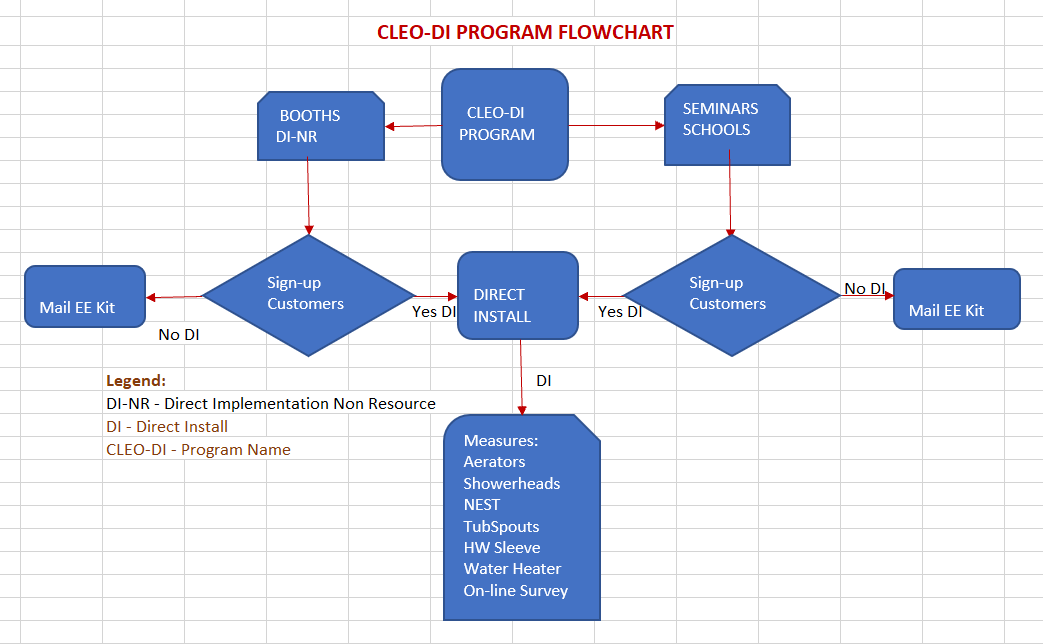 CLEO-DI PROGRAM FLOWCHART
BOOTHS
DI-NR
CLEO-DI
PROGRAM
SEMINARS
SCHOOLS
Mail EE Kit
Sign-up
Customers
DIRECT
INSTALL
Sign-up
Customers
Mail EE Kit
No DI
Yes DI
Yes DI
No DI
DI
Legend:
DI-NR - Direct Implementation Non Resource
DI - Direct Install
CLEO-DI - Program Name
Measures:
Aerators
Showerheads
NEST
TubSpouts
HW Sleeve
Water Heater
On-line Survey